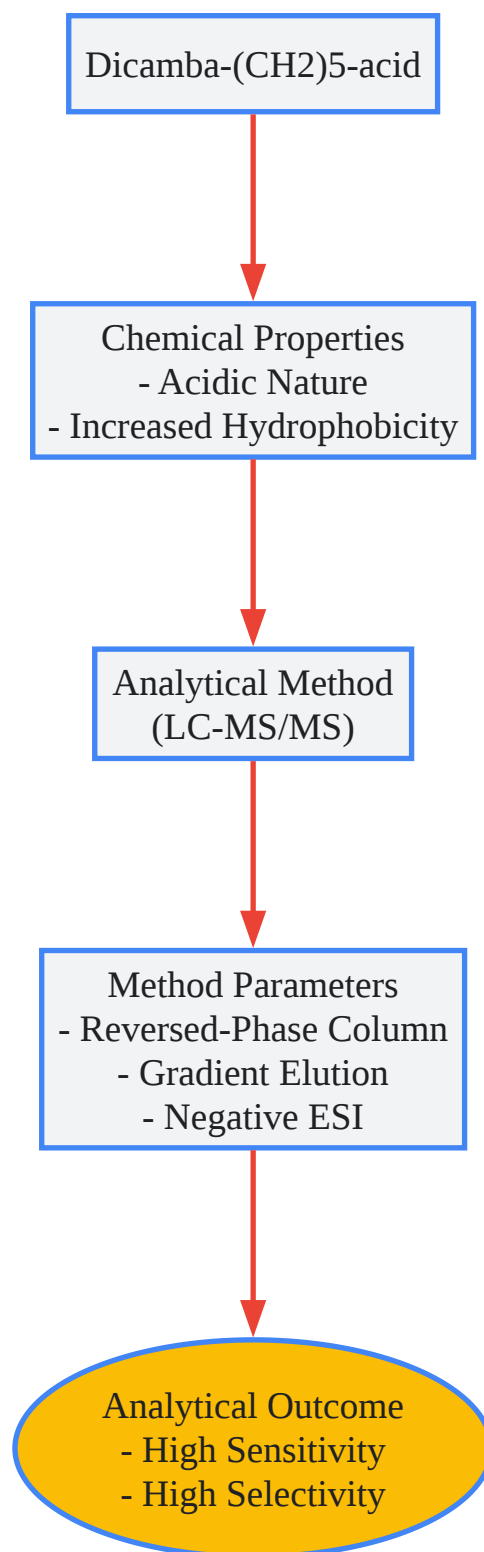 Dicamba-(CH2)5-acid
Chemical Properties
- Acidic Nature
- Increased Hydrophobicity
Analytical Method
(LC-MS/MS)
Method Parameters
- Reversed-Phase Column
- Gradient Elution
- Negative ESI
Analytical Outcome
- High Sensitivity
- High Selectivity